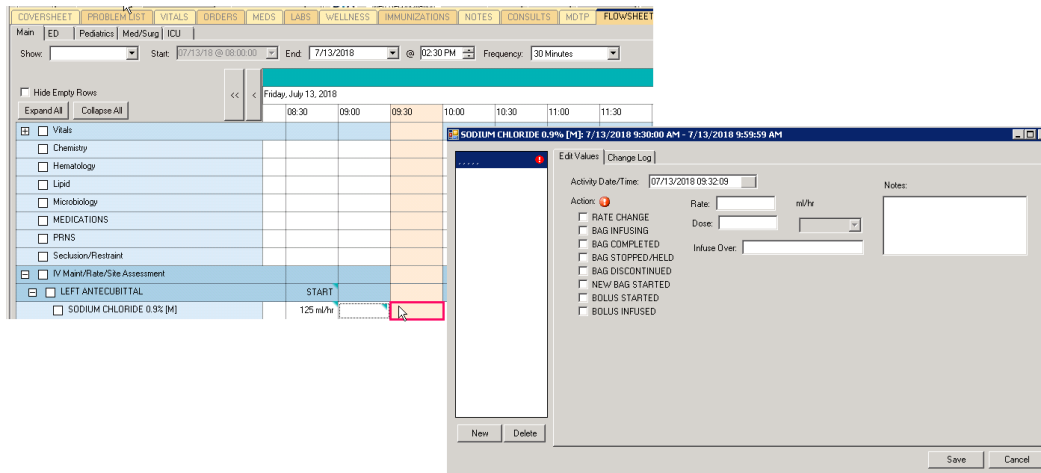 COVERSHEET PROBLEM LIST VITALS ORDERS MEDS LABS WELLNESS IMMUNIZATIONS NOTES CONSULTS MDTP FLOWSHEET
Main ED Pediatrics Med/Surg ICU
Show: Start: 07/13/18 @ 08:00:00 End: 7/13/2018 @ 02:30 PM Frequency: 30 Minutes
Hide Empty Rows << < Friday, July 13, 2018
Expand All Collapse All
08:30 09:00 09:30 10:00 10:30 11:00 11:30
Vitals
Chemistry
Hematology
Lipid
Microbiology
MEDICATIONS
PRNS
Seclusion/Restraint
IV Maint/Rate/Site Assessment
LEFT ANTECUBITTAL START
SODIUM CHLORIDE 0.9% [M] 125 ml/hr
SODIUM CHLORIDE 0.9% [M]: 7/13/2018 9:30:00 AM - 7/13/2018 9:59:59 AM
, , , , ,
Edit Values Change Log
Activity Date/Time: 07/13/2018 09:32:09
Notes:
Action: Rate: ml/hr
RATE CHANGE
Dose:
BAG INFUSING
BAG COMPLETED
Infuse Over:
BAG STOPPED/HELD
BAG DISCONTINUED
NEW BAG STARTED
BOLUS STARTED
BOLUS INFUSED
New Delete
Save Cancel